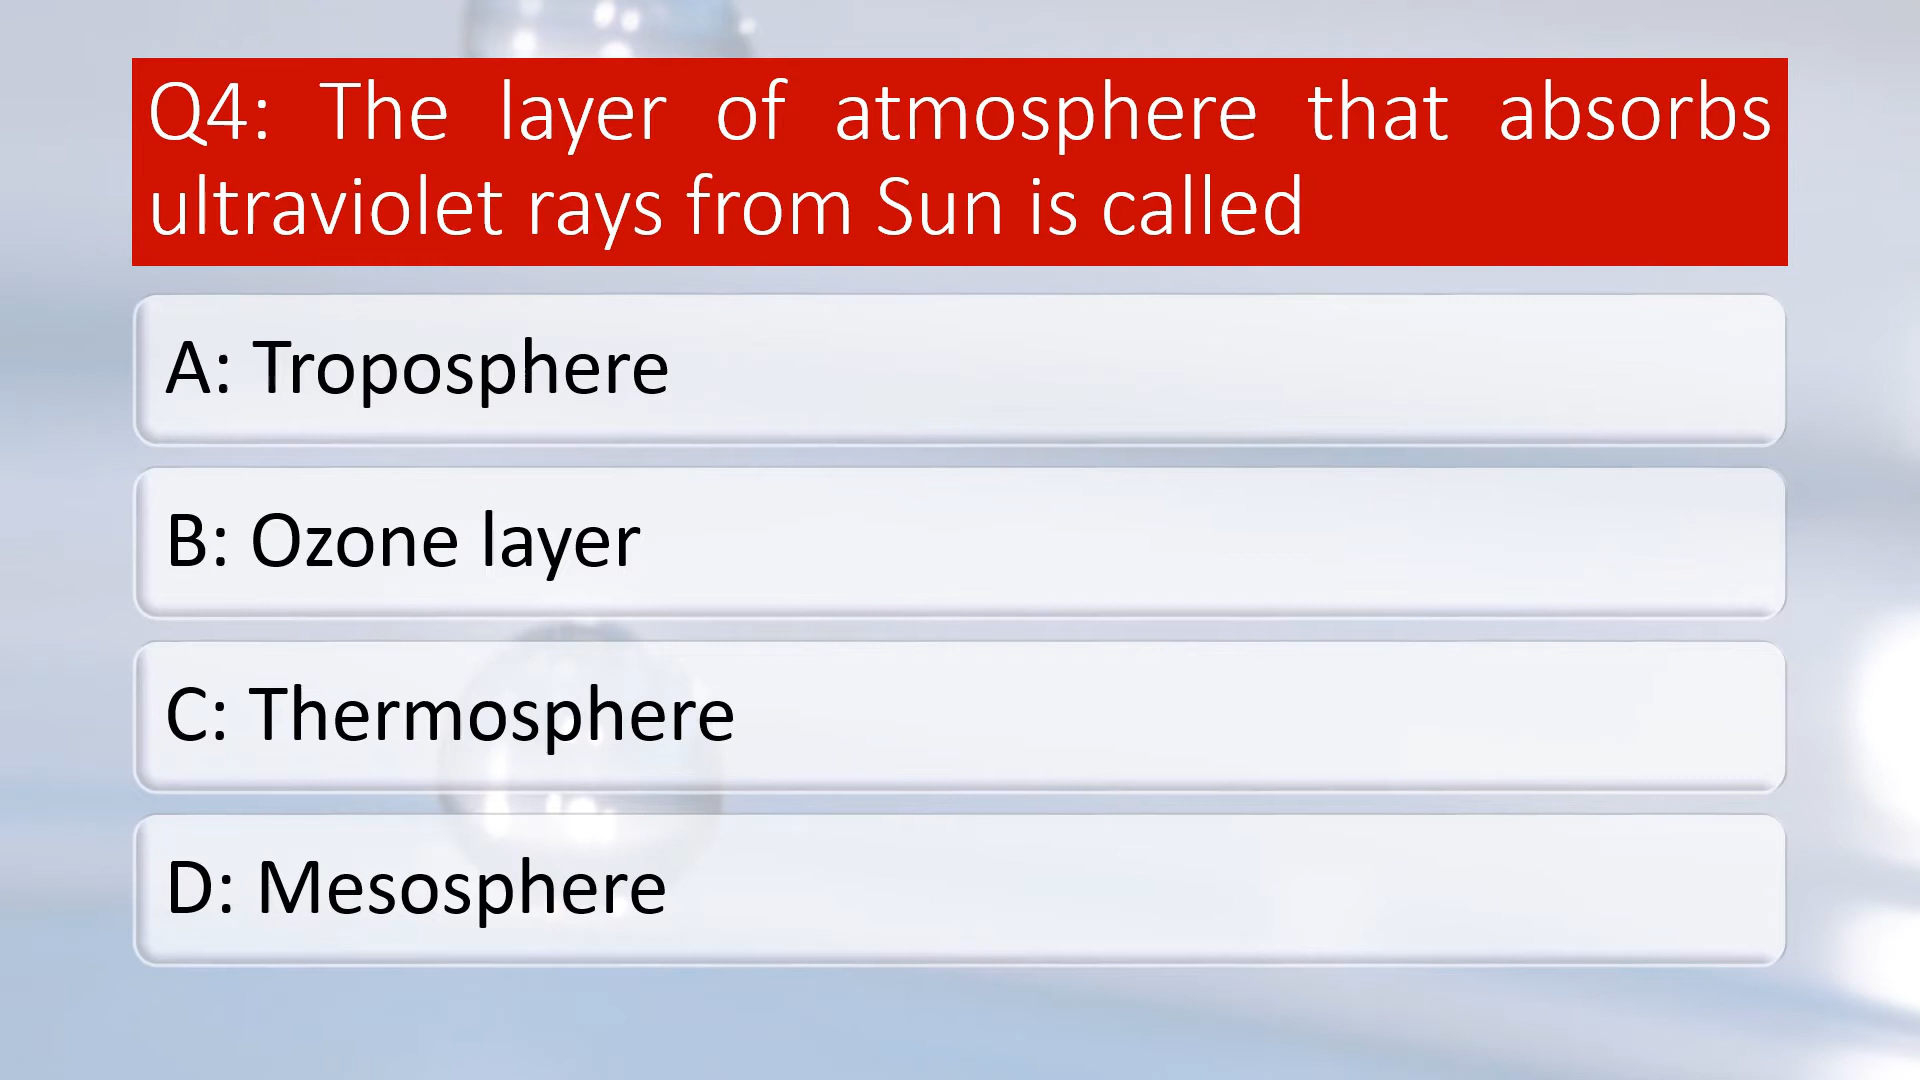 Q4: The layer of atmosphere that absorbs
ultraviolet rays from Sun is called
A: Troposphere
B: Ozone layer
C: Thermosphere
D: Mesosphere